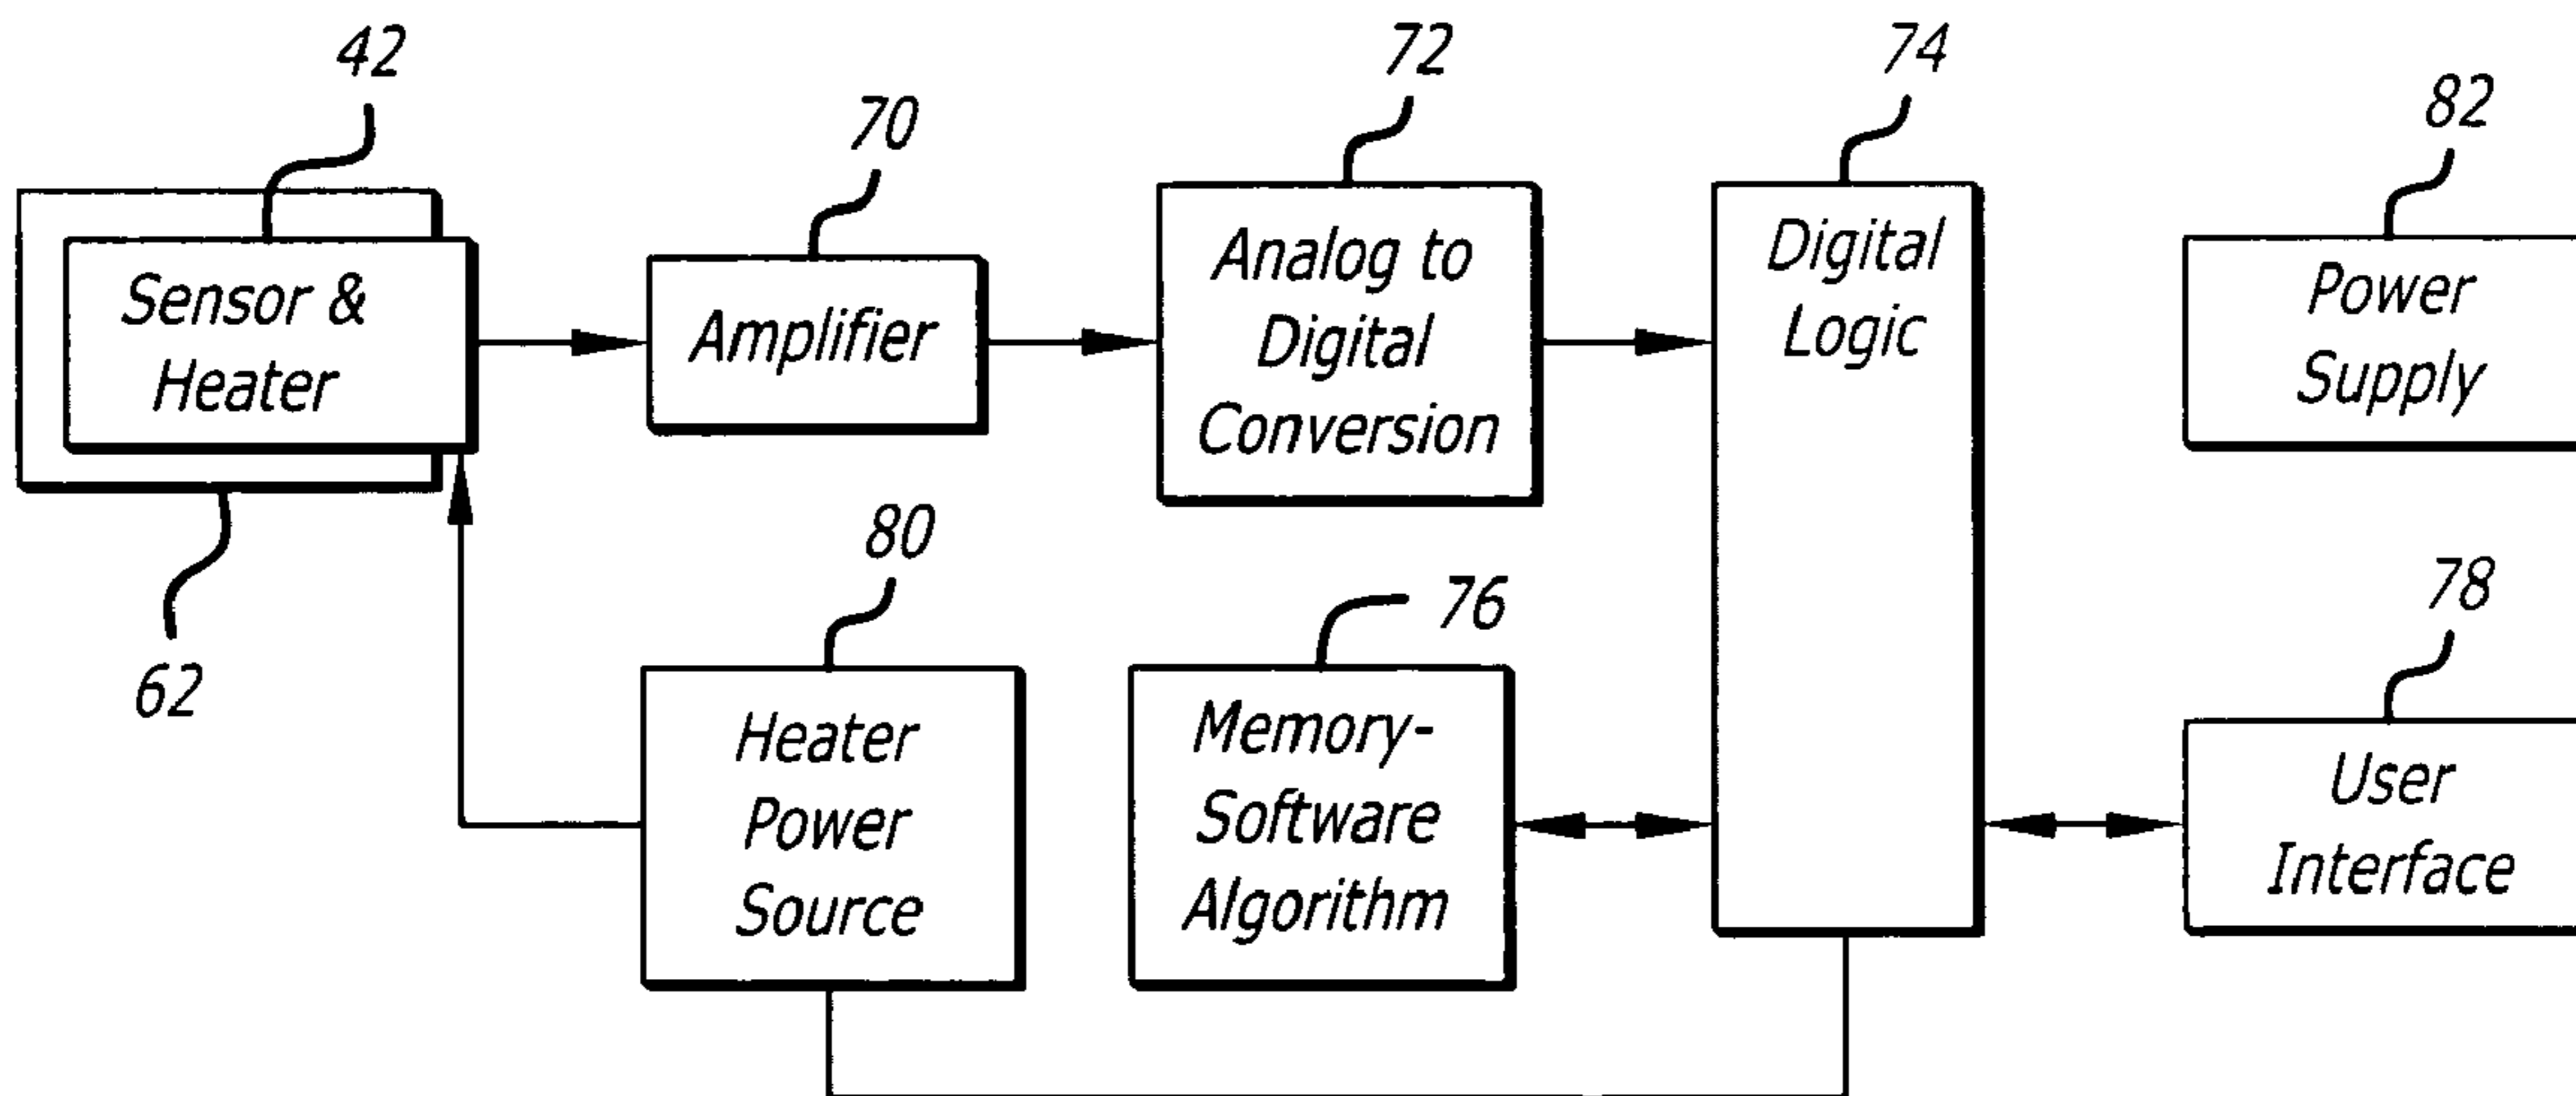 42
Sensor &
Heater
62
70
Amplifier
72
Analog to
Digital
Conversion
74
Digital
Logic
82
Power
Supply
80
Heater
Power
Source
76
Memory-
Software
Algorithm
78
User
Interface